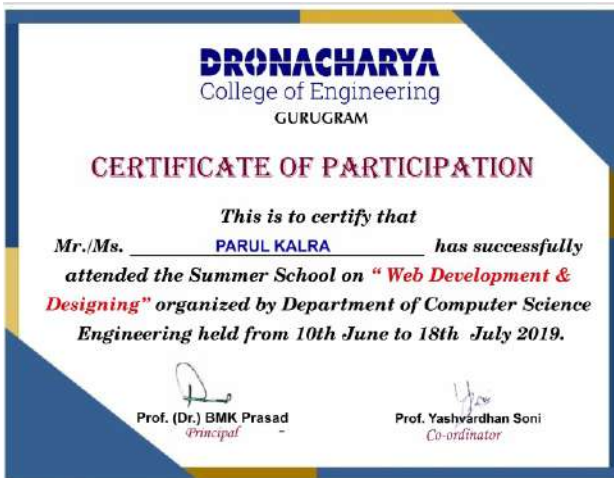 DRONACHARYA
College of Engineering
GURUGRAM
CERTIFICATE OF PARTICIPATION
This is to certify that
Mr./Ms. PARUL KALRA has successfully
attended the Summer School on “ Web Development &
Designing” organized by Department of Computer Science
Engineering held from 10th June to 18th July 2019.
Prof. (Dr.) BMK Prasad
Principal
Prof. Yashvardhan Soni
Co-ordinator